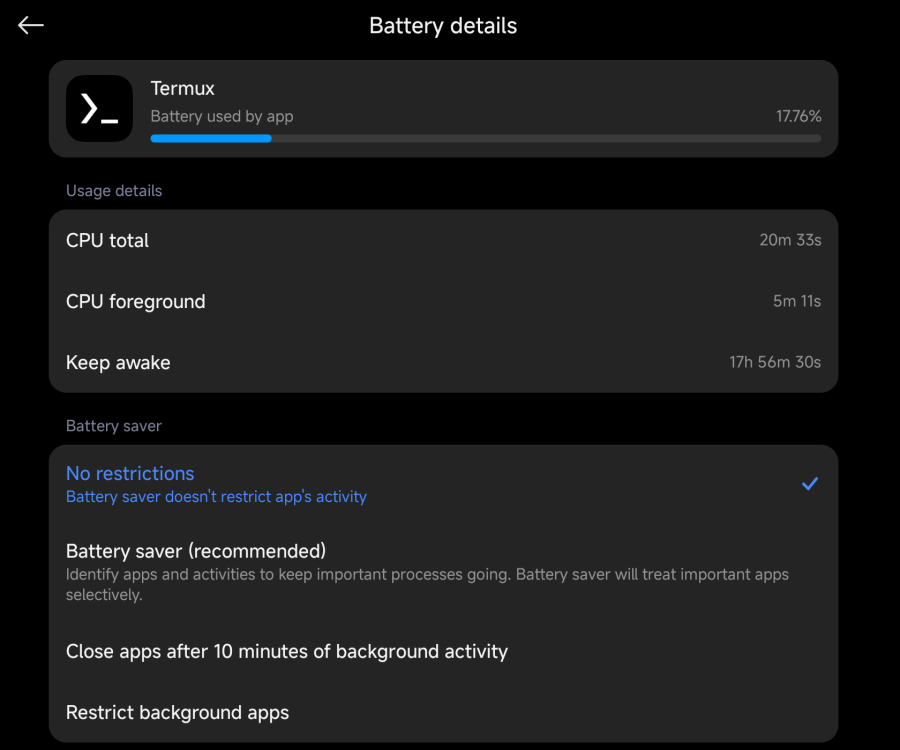 Battery details
Termux
Battery used by app
17.76%
Usage details
CPU total
20m 33s
CPU foreground
5m 11s
Keep awake
17h 56m 30s
Battery saver
No restrictions
Battery saver doesn't restrict app's activity
Battery saver (recommended)
Identify apps and activities to keep important processes going. Battery saver will treat important apps
selectively.
Close apps after 10 minutes of background activity
Restrict background apps